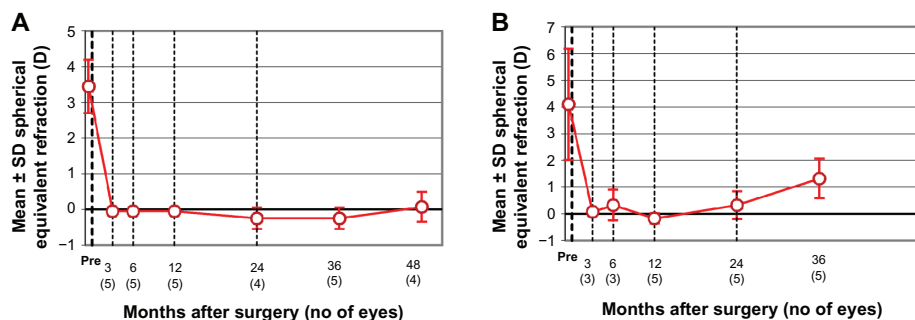 A
Mean ± SD spherical
equivalent refraction (D)
5
4
3
2
1
0
−1
Pre 3 6 12 24 36 48
(5) (5) (5) (4) (5) (4)
Months after surgery (no of eyes)
B
Mean ± SD spherical
equivalent refraction (D)
7
6
5
4
3
2
1
0
−1
Pre 3 6 12 24 36
(3) (3) (5) (5) (5)
Months after surgery (no of eyes)